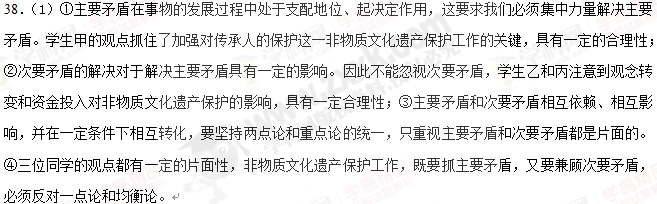 38.（1）①主要矛盾在事物的发展过程中处于支配地位、起决定作用，这要求我们必须集中力量解决主要
矛盾。学生甲的观点抓住了加强对传承人的保护这一非物质文化遗产保护工作的关键，具有一定的合理性；
②次要矛盾的解决对于解决主要矛盾具有一定的影响。因此不能忽视次要矛盾，学生乙和丙注意到观念转
变和资金投入对非物质文化遗产保护的影响，具有一定合理性；③主要矛盾和次要矛盾相互依赖、相互影
响，并在一定条件下相互转化，要坚持两点论和重点论的统一，只重视主要矛盾和次要矛盾都是片面的。
④三位同学的观点都有一定的片面性，非物质文化遗产保护工作，既要抓主要矛盾，又要兼顾次要矛盾，
必须反对一点论和均衡论。